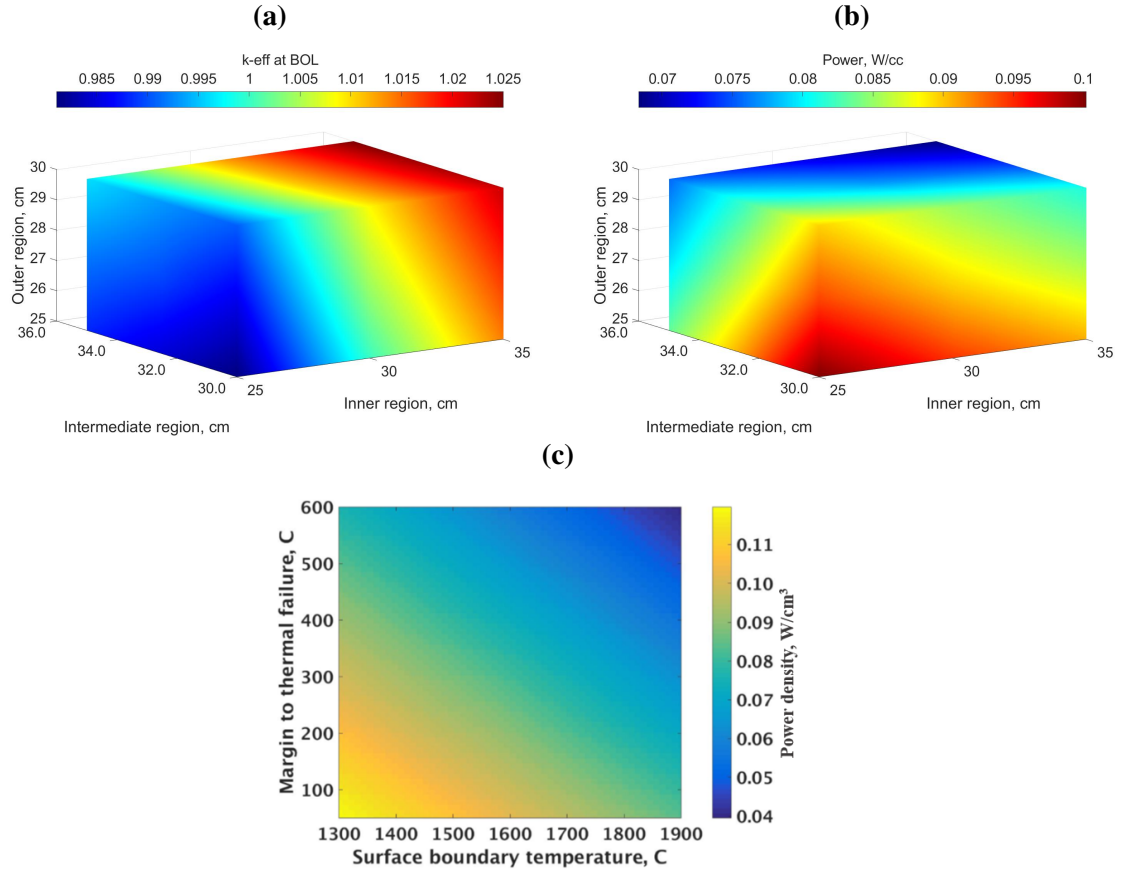 (a)
k-eff at BOL
0.985 0.99 0.995 1 1.005 1.01 1.015 1.02 1.025
30
29
28
27
26
25
Outer region, cm
36.0
34.0
32.0
30.0
25
30
35
Inner region, cm
Intermediate region, cm
(b)
Power, W/cc
0.07 0.075 0.08 0.085 0.09 0.095 0.1
30
29
28
27
26
25
Outer region, cm
36.0
34.0
32.0
30.0
25
30
35
Inner region, cm
Intermediate region, cm
(c)
600
500
400
300
200
100
Margin to thermal failure, C
1300 1400 1500 1600 1700 1800 1900
Surface boundary temperature, C
0.11
0.10
0.09
0.08
0.07
0.06
0.05
0.04
Power density, W/cm³